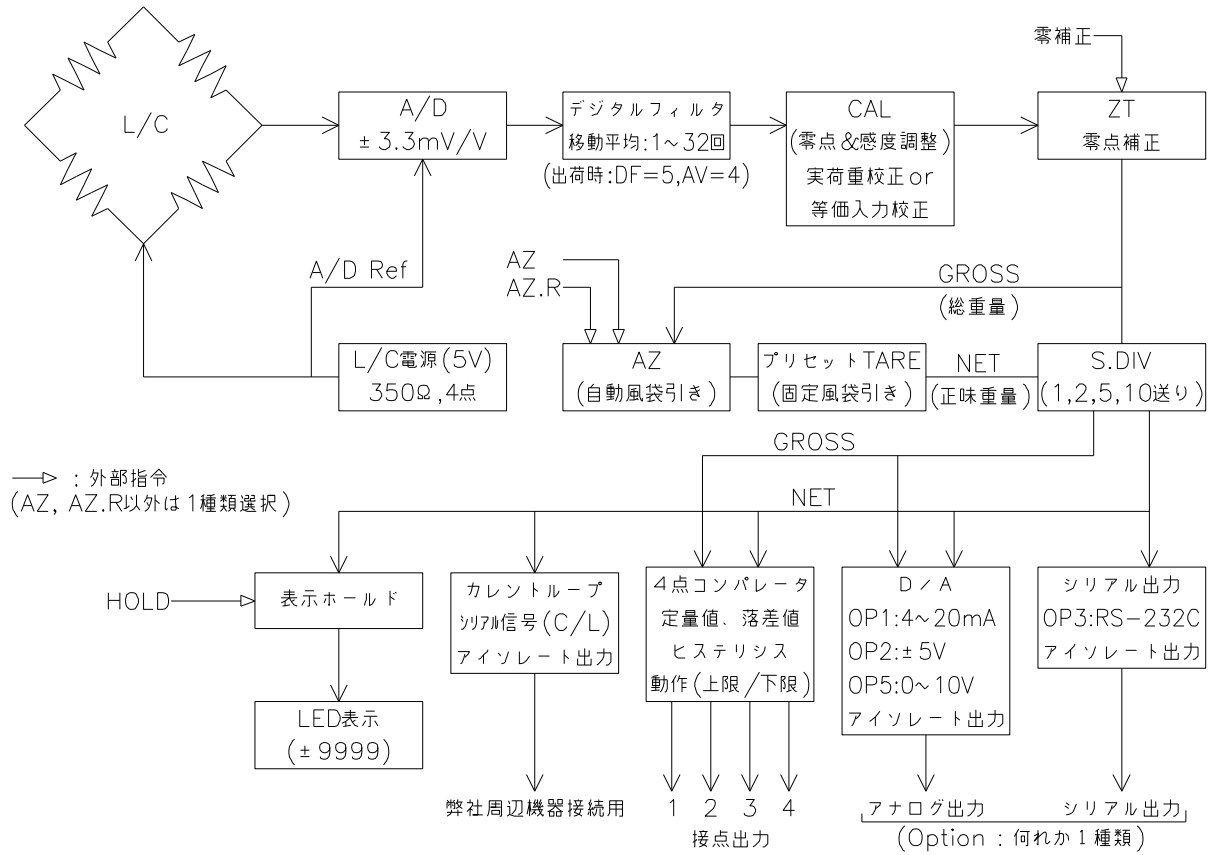 零補正
L/C
A/D
±3.3mV/V
デジタルフィルタ
移動平均:1～32回
(出荷時:DF=5,AV=4)
CAL
(零点&感度調整)
実荷重校正or
等価入力校正
ZT
零点補正
A/D Ref
AZ
AZ.R
GROSS
(総重量)
L/C電源(5V)
350Ω,4点
AZ
(自動風袋引き)
プリセットTARE
(固定風袋引き)
NET
(正味重量)
S.DIV
(1,2,5,10送り)
GROSS
:外部指令
(AZ, AZ.R以外は1種類選択)
NET
HOLD
表示ホールド
LED表示
(±9999)
カレントループ
シリアル信号(C/L)
アイソレート出力
4点コンパレータ
定量値、落差値
ヒステリシス
動作(上限/下限)
D/A
OP1:4～20mA
OP2:±5V
OP5:0～10V
アイソレート出力
シリアル出力
OP3:RS-232C
アイソレート出力
弊社周辺機器接続用
1 2 3 4
接点出力
アナログ出力
シリアル出力
(Option:何れか1種類)